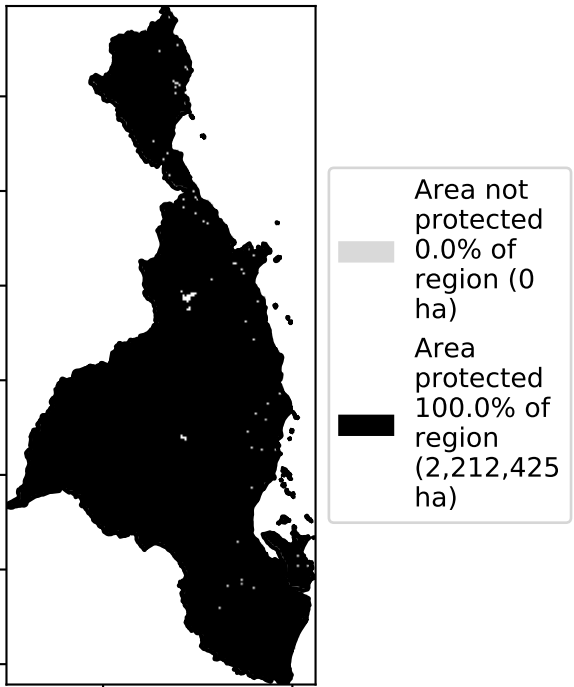 Area not
protected
0.0% of
region (0
ha)
Area
protected
100.0% of
region
(2,212,425
ha)